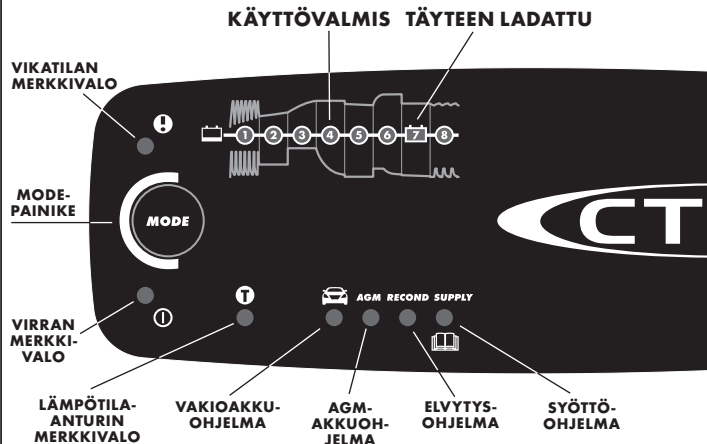 KÄYTTÖVALMIS TÄYTEEN LADATTU
VIKATILAN
MERKKIVALO
1 2 3 4 5 6 7 8
MODE-
PAINIKE
MODE
CT
T
AGM RECOND SUPPLY
VIRRAN
MERKKI-
VALO
LÄMPÖTILA-
ANTURIN
MERKKIVALO
VAKIOAKKU-
OHJELMA
AGM-
AKKUOH-
JELMA
ELVYTYS-
OHJELMA
SYÖTTÖ-
OHJELMA